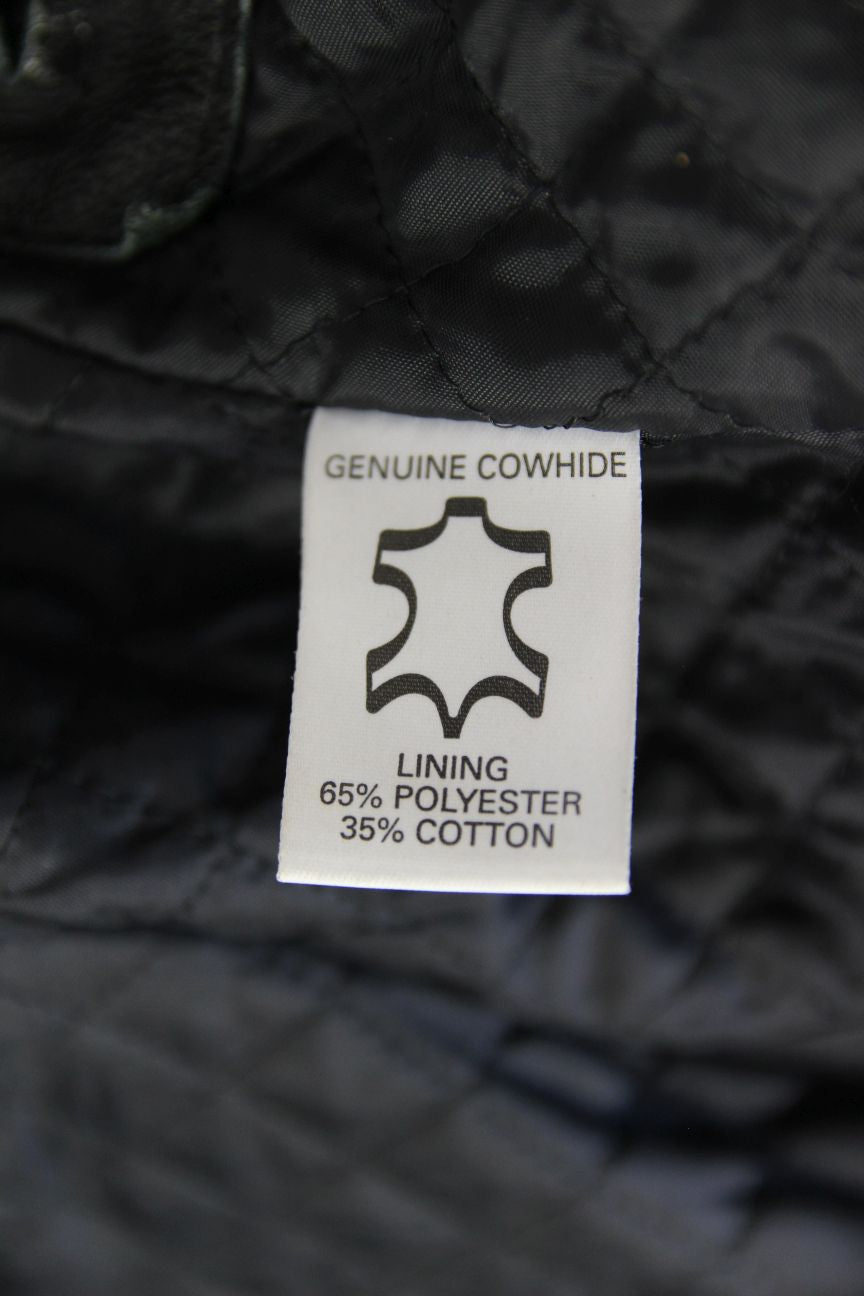 GENUINE COWHIDE
LINING
65% POLYESTER
35% COTTON